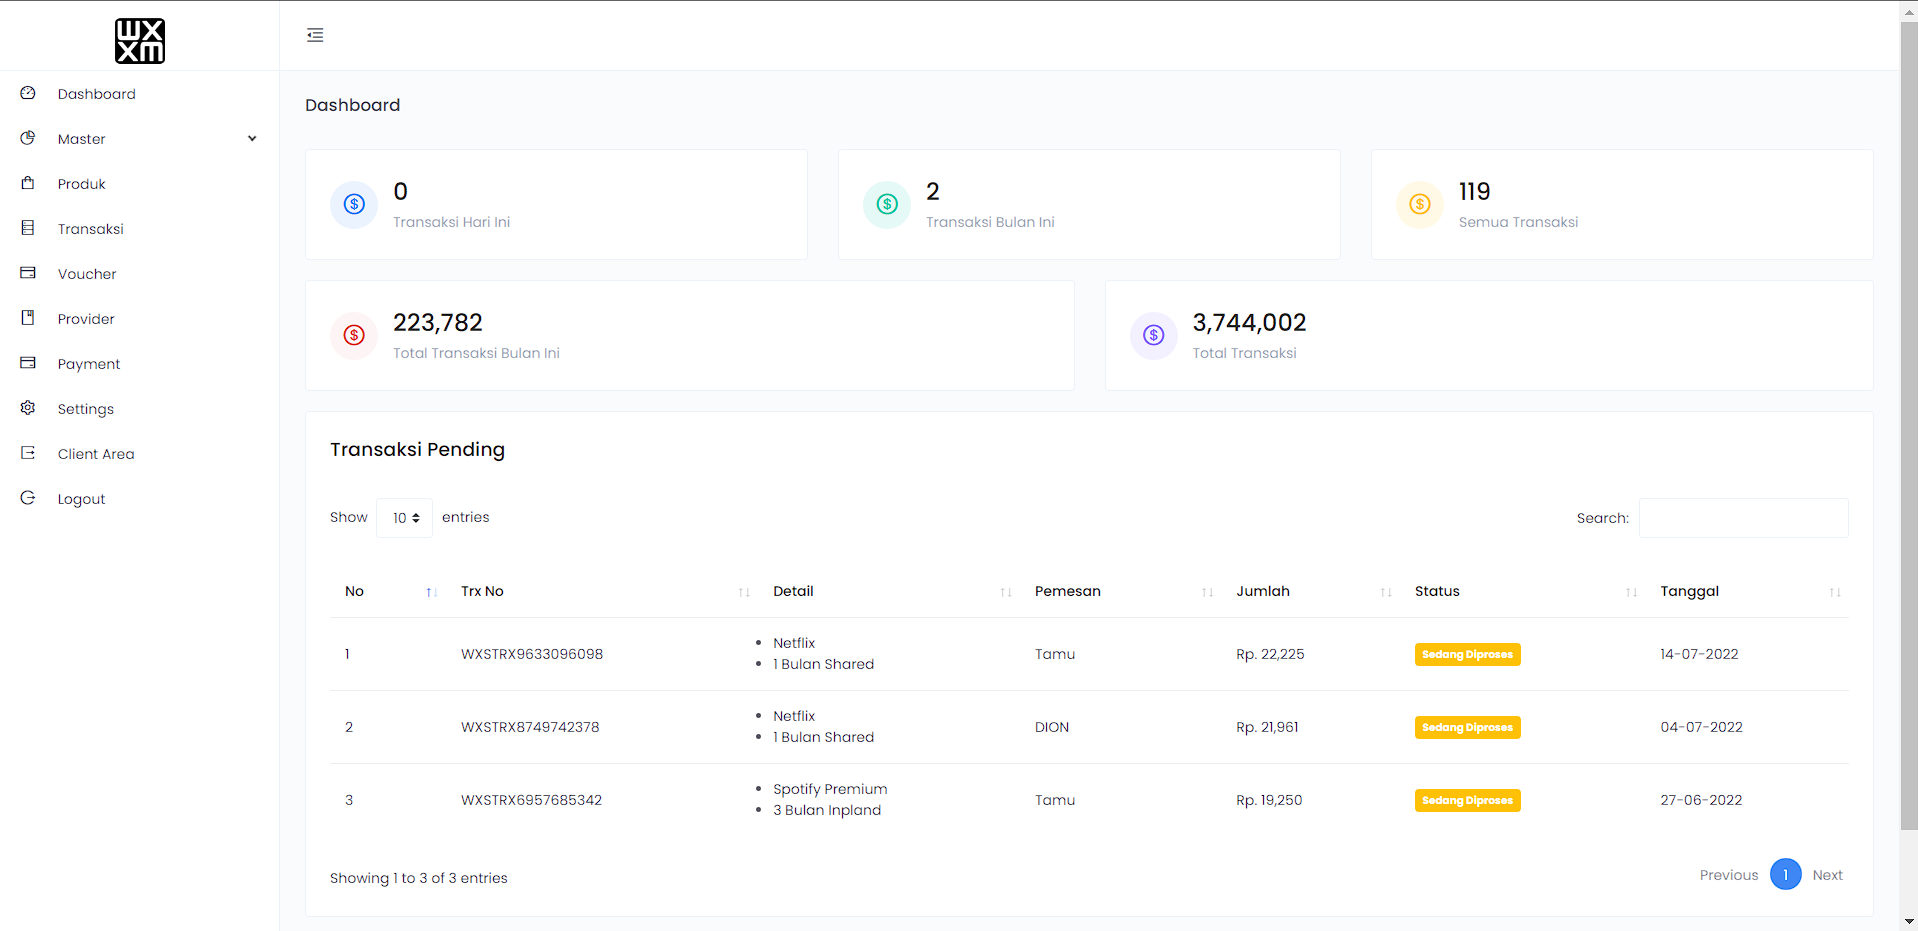 WX
XM
Dashboard
Master
Produk
Transaksi
Voucher
Provider
Payment
Settings
Client Area
Logout
Dashboard
0
Transaksi Hari Ini
2
Transaksi Bulan Ini
119
Semua Transaksi
223,782
Total Transaksi Bulan Ini
3,744,002
Total Transaksi
Transaksi Pending
Show 10 entries
Search:
No Trx No Detail Pemesan Jumlah Status Tanggal
1 WXSTRX9633096098 • Netflix
• 1 Bulan Shared Tamu Rp. 22,225 Sedang Diproses 14-07-2022
2 WXSTRX8749742378 • Netflix
• 1 Bulan Shared DION Rp. 21,961 Sedang Diproses 04-07-2022
3 WXSTRX6957685342 • Spotify Premium
• 3 Bulan Inpland Tamu Rp. 19,250 Sedang Diproses 27-06-2022
Showing 1 to 3 of 3 entries
Previous 1 Next